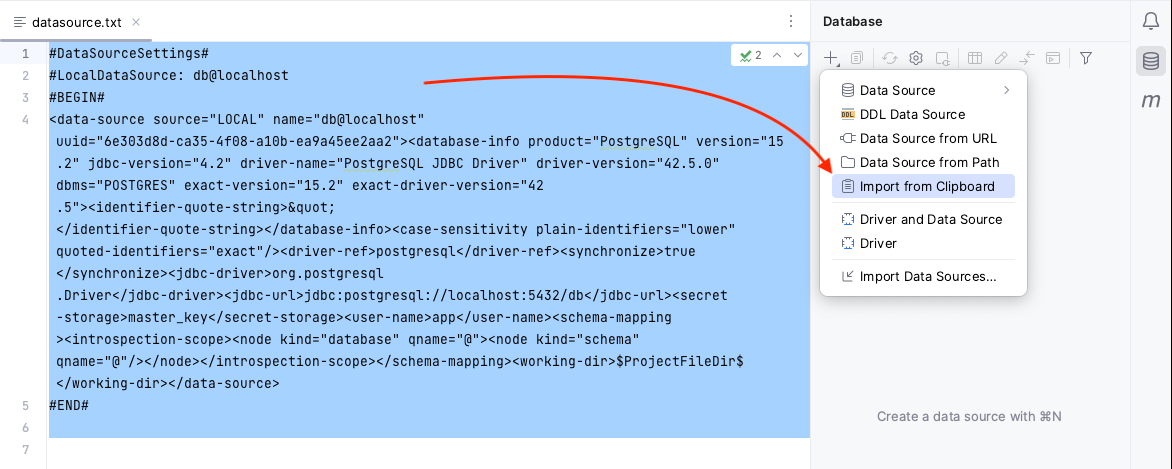 datasource.txt
Database
1 #DataSourceSettings#
2
2 #LocalDataSource: db@localhost
3 #BEGIN#
4 <data-source source="LOCAL" name="db@localhost"
uuid="6e303d8d-ca35-4f08-a10b-ea9a45ee2aa2"><database-info product="PostgreSQL" version="15
.2" jdbc-version="4.2" driver-name="PostgreSQL JDBC Driver" driver-version="42.5.0"
dbms="POSTGRES" exact-version="15.2" exact-driver-version="42
.5"><identifier-quote-string>&quot;
</identifier-quote-string></database-info><case-sensitivity plain-identifiers="lower"
quoted-identifiers="exact"/><driver-ref>postgresql</driver-ref><synchronize>true
</synchronize><jdbc-driver>org.postgresql
.Driver</jdbc-driver><jdbc-url>jdbc:postgresql://localhost:5432/db</jdbc-url><secret
-storage>master_key</secret-storage><user-name>app</user-name><schema-mapping
><introspection-scope><node kind="database" qname="@"><node kind="schema"
qname="@"/></node></introspection-scope></schema-mapping><working-dir>$ProjectFileDir$
</working-dir></data-source>
5 #END#
6
7
Data Source
DDL DDL Data Source
Data Source from URL
Data Source from Path
Import from Clipboard
Driver and Data Source
Driver
Import Data Sources...
Create a data source with ⌘N
m